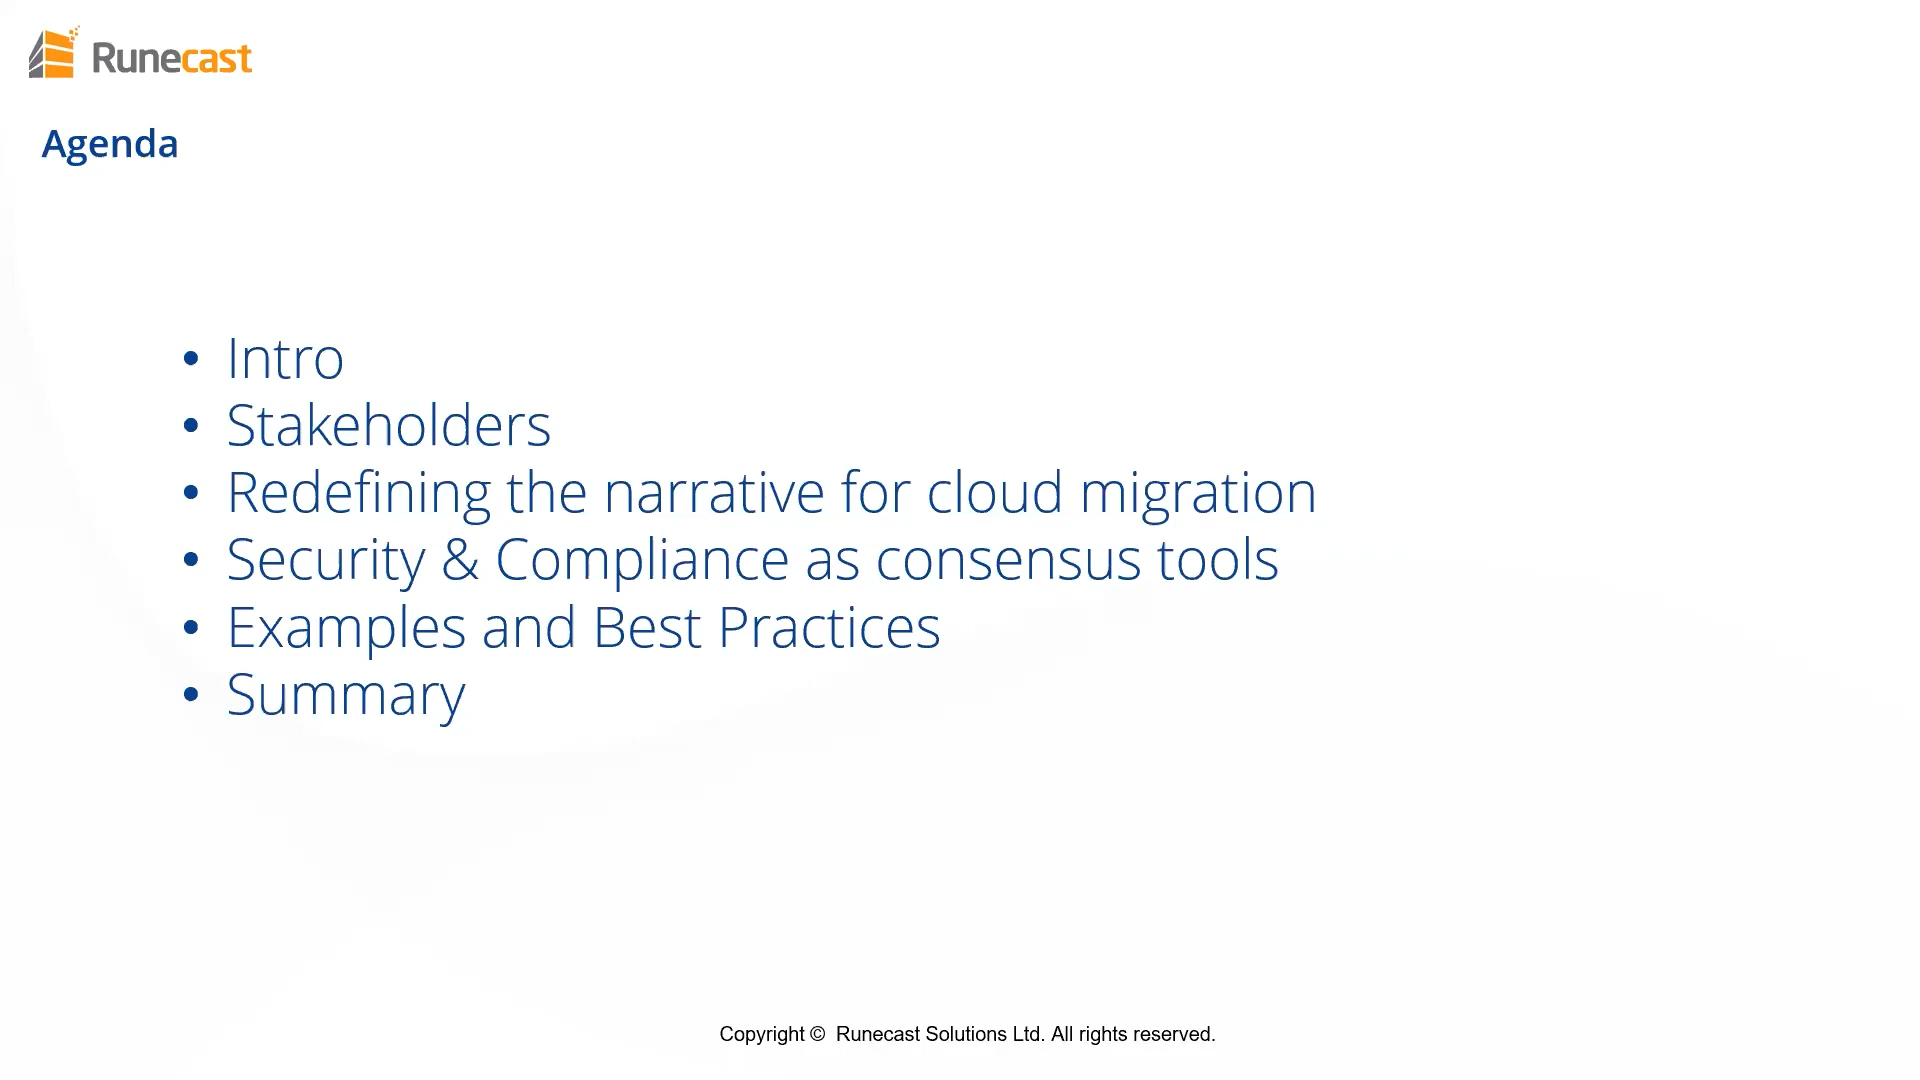 Runecast
Agenda
• Intro
• Stakeholders
• Redefining the narrative for cloud migration
• Security & Compliance as consensus tools
• Examples and Best Practices
• Summary
Copyright © Runecast Solutions Ltd. All rights reserved.